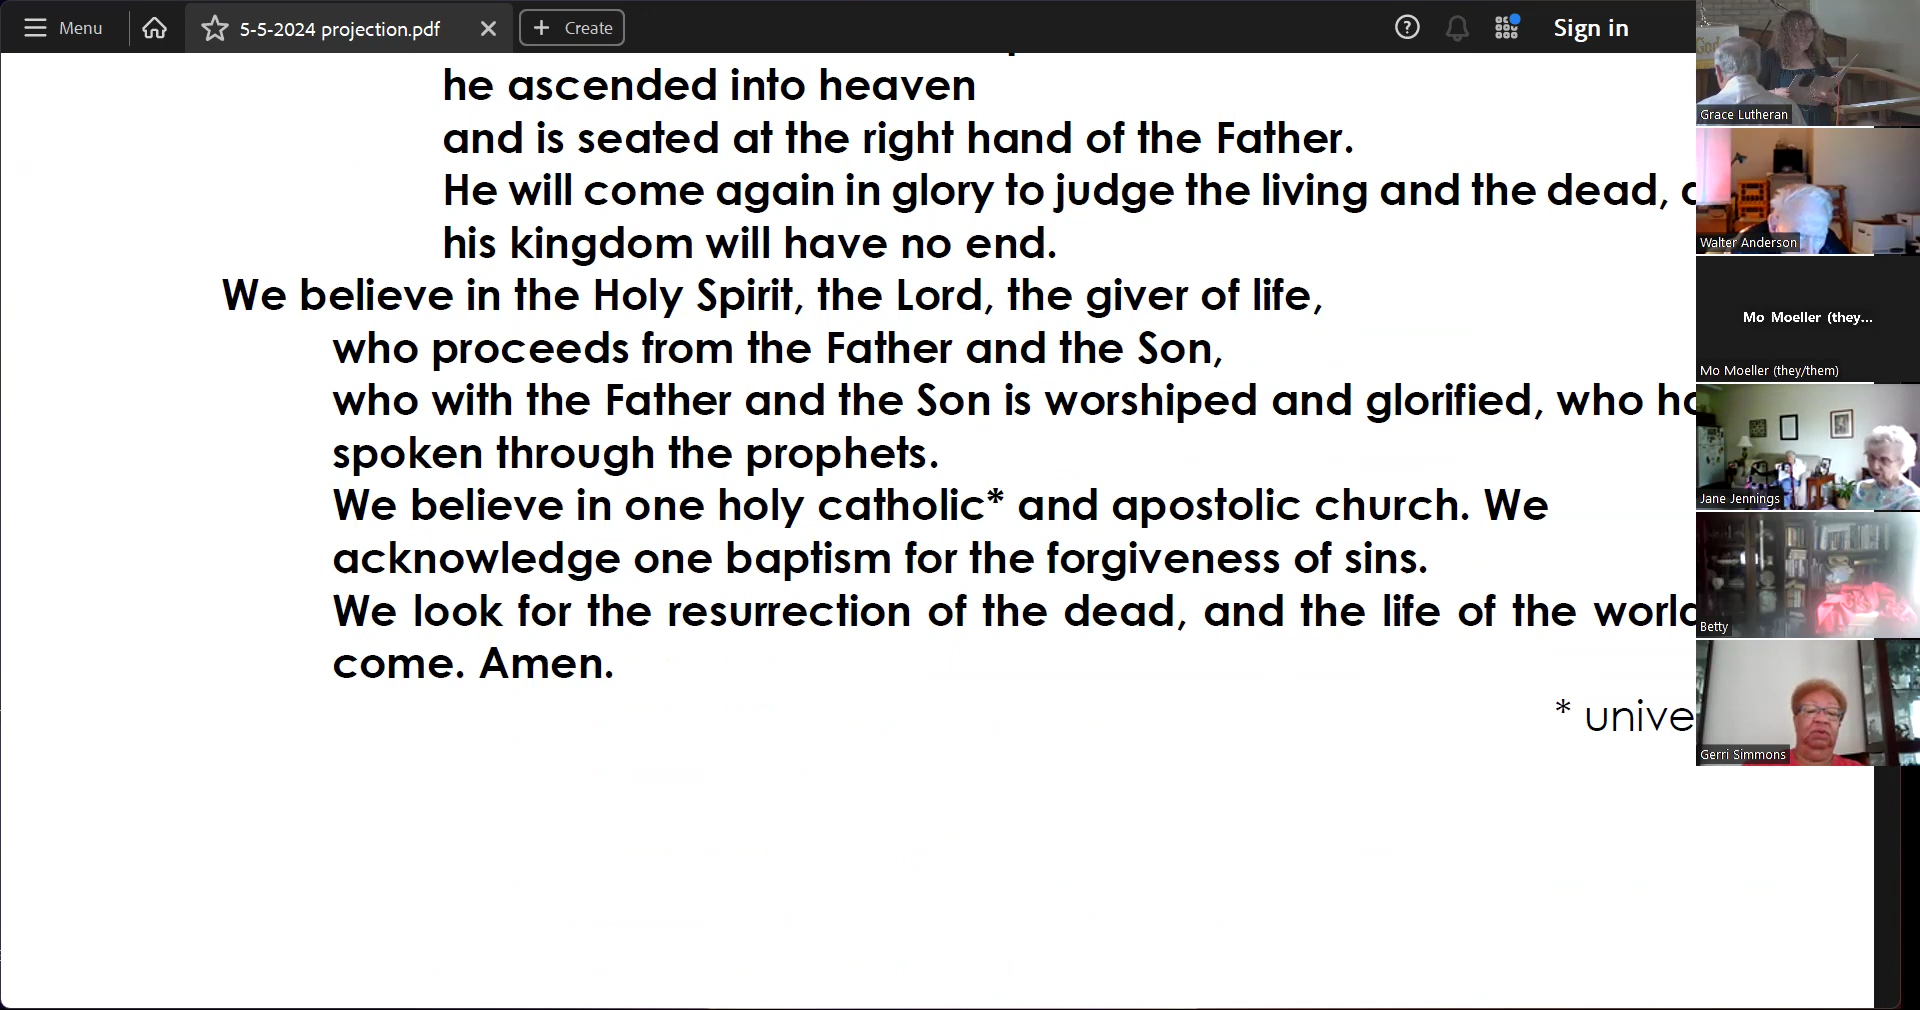 Menu
5-5-2024 projection.pdf
Create
Sign in
he ascended into heaven
and is seated at the right hand of the Father.
He will come again in glory to judge the living and the dead,
his kingdom will have no end.
We believe in the Holy Spirit, the Lord, the giver of life,
who proceeds from the Father and the Son,
who with the Father and the Son is worshiped and glorified, who
spoken through the prophets.
We believe in one holy catholic* and apostolic church. We
acknowledge one baptism for the forgiveness of sins.
We look for the resurrection of the dead, and the life of the
come. Amen.
*
God
Grace Lutheran
Walter Anderson
Mo Moeller (they...
Mo Moeller (they/them)
Jane Jennings
Betty
Gerri Simmons